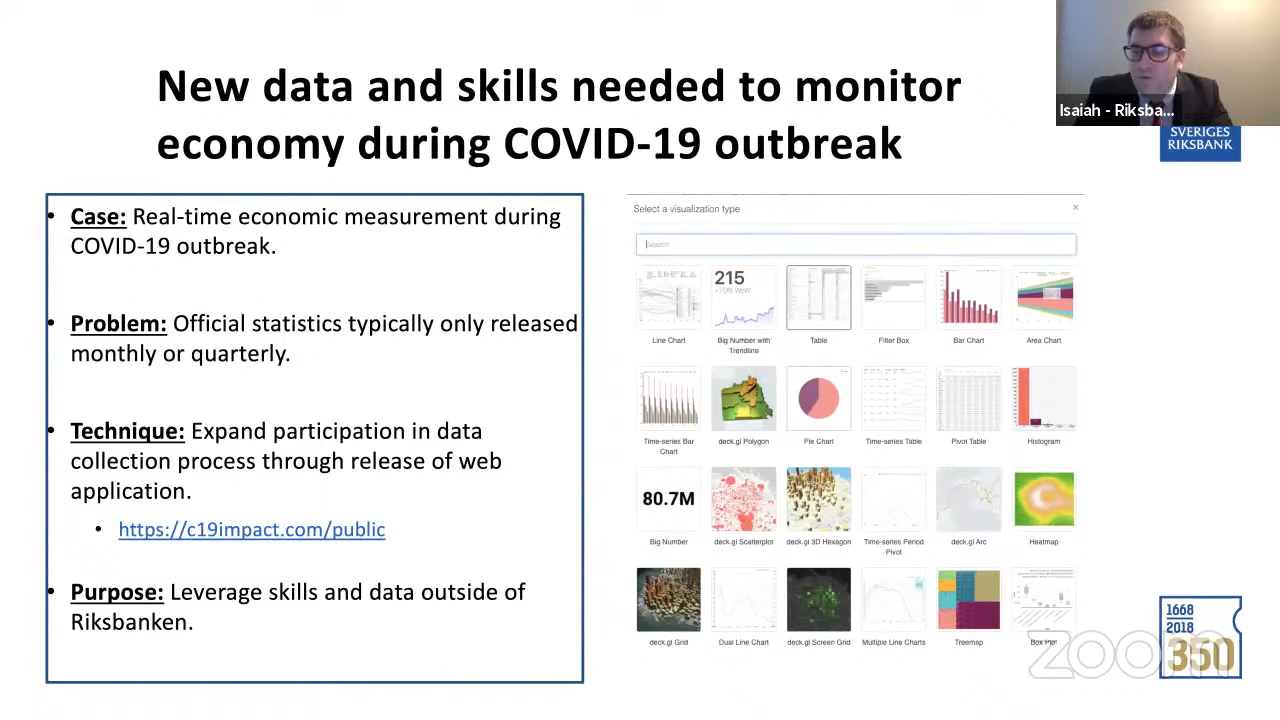 New data and skills needed to monitor
economy during COVID-19 outbreak
Isaiah - Riksba...
SVERIGES
RIKSBANK
• Case: Real-time economic measurement during
COVID-19 outbreak.
• Problem: Official statistics typically only released
monthly or quarterly.
• Technique: Expand participation in data
collection process through release of web
application.
• https://c19impact.com/public
• Purpose: Leverage skills and data outside of
Riksbanken.
Select a visualization type
×
Search
215
+70% WoW
Line Chart
Big Number with
Trendline
Table
Filter Box
Bar Chart
Area Chart
Time-series Bar
Chart
deck.gl Polygon
Pie Chart
Time-series Table
Pivot Table
Histogram
80.7M
Big Number
deck.gl Scatterplot
deck.gl 3D Hexagon
Time-series Period
Pivot
deck.gl Arc
Heatmap
deck.gl Grid
Dual Line Chart
deck.gl Screen Grid
Multiple Line Charts
Treemap
Box Plot
1668
2018
350
zoom